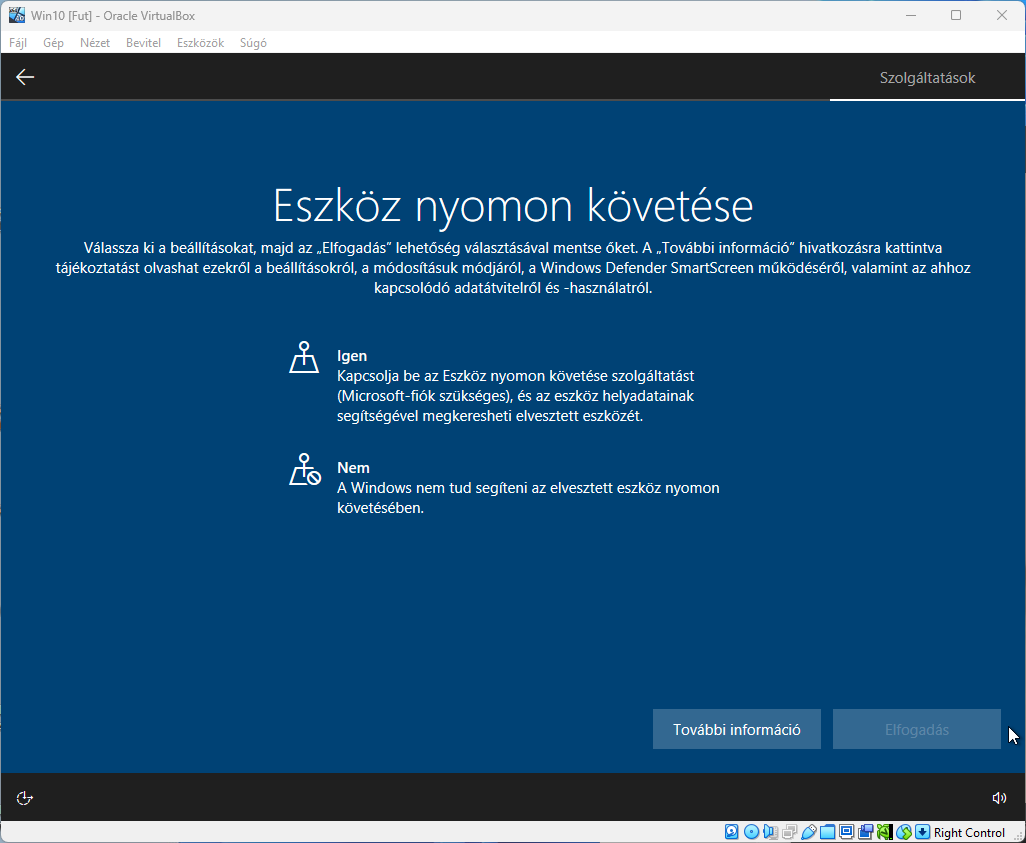 Win10 [Fut] - Oracle VirtualBox
Fájl Gép Nézet Bevitel Eszközök Súgó
Szolgáltatások
Eszköz nyomon követése
Válassza ki a beállításokat, majd az „Elfogadás” lehetőség választásával mentse őket. A „További információ” hivatkozásra kattintva
tájékoztatást olvashat ezekről a beállításokról, a módosításuk módjáról, a Windows Defender SmartScreen működéséről, valamint az ahhoz
kapcsolódó adatátvitelről és -használatról.
Igen
Kapcsolja be az Eszköz nyomon követése szolgáltatást
(Microsoft-fiók szükséges), és az eszköz helyadatainak
segítségével megkeresheti elvesztett eszközét.
Nem
A Windows nem tud segíteni az elvesztett eszköz nyomon
követésében.
További információ
Elfogadás
Right Control